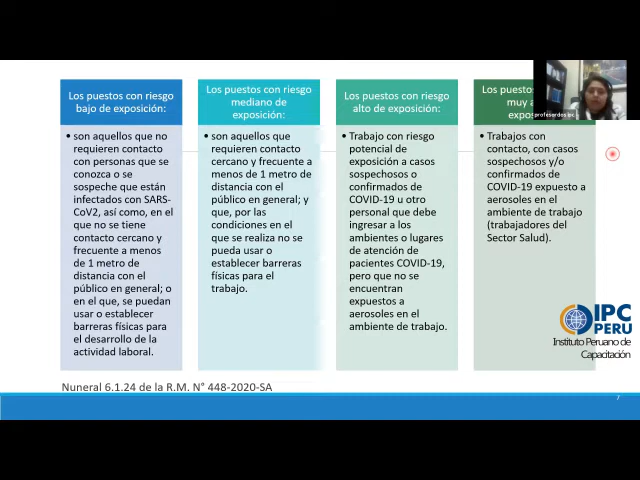 Los puestos con riesgo
bajo de exposición:
• son aquellos que no
requieren contacto
con personas que se
conozca o se
sospeche que están
infectados con SARS-
CoV2, así como, en el
que no se tiene
contacto cercano y
frecuente a menos
de 1 metro de
distancia con el
público en general; o
en el que, se puedan
usar o establecer
barreras físicas para
el desarrollo de la
actividad laboral.
Los puestos con riesgo
mediano de
exposición:
• son aquellos que
requieren contacto
cercano y frecuente a
menos de 1 metro de
distancia con el
público en general; y
que, por las
condiciones en el
que se realiza no se
pueda usar o
establecer barreras
físicas para el
trabajo.
Los puestos con riesgo
alto de exposición:
• Trabajo con riesgo
potencial de
exposición a casos
sospechosos o
confirmados de
COVID-19 u otro
personal que debe
ingresar a los
ambientes o lugares
de atención de
pacientes COVID-19,
pero que no se
encuentran
expuestos a
aerosoles en el
ambiente de trabajo.
Los puest
muy a
expos
• Trabajos con
contacto, con casos
sospechosos y/o
confirmados de
COVID-19 expuesto a
aerosoles en el
ambiente de trabajo
(trabajadores del
Sector Salud).
IPC
PERU
Instituto Peruano de
Capacitación
Nuneral 6.1.24 de la R.M. N° 448-2020-SA
7